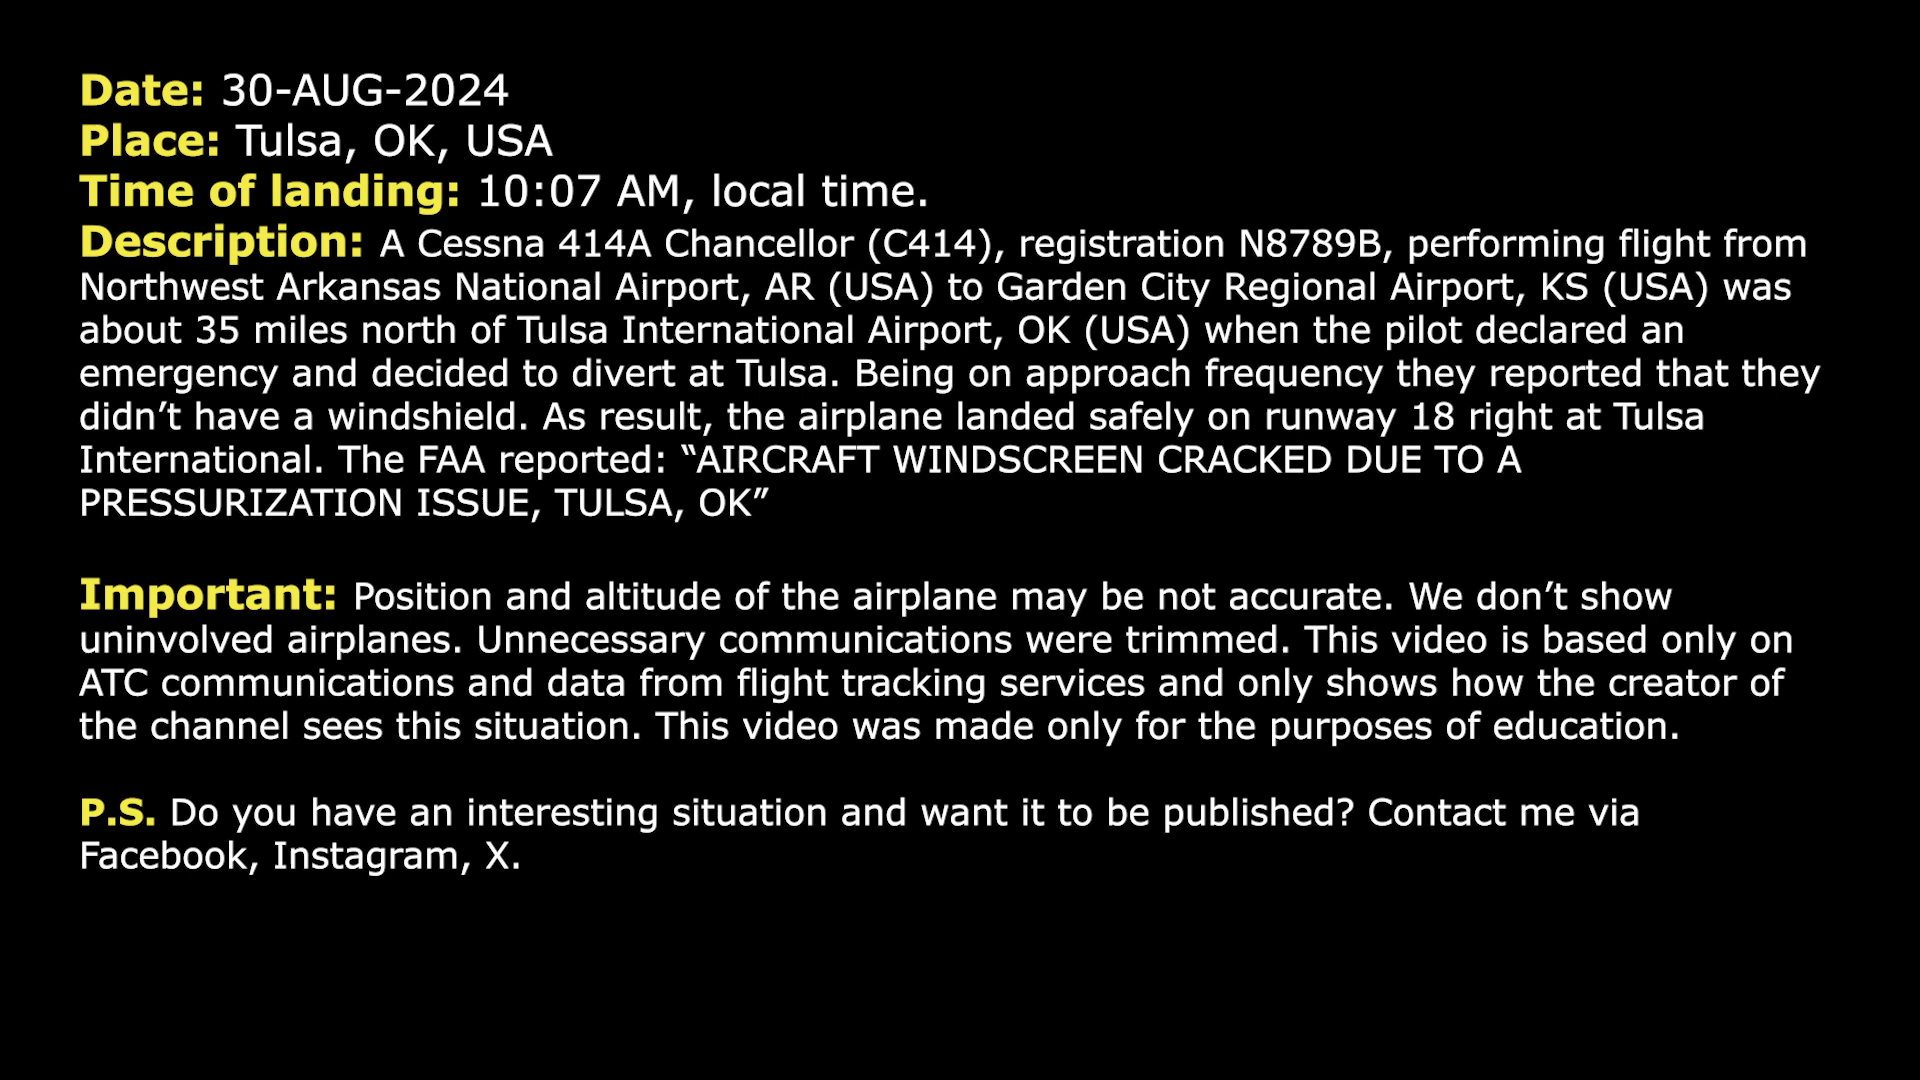 Date: 30-AUG-2024
Place: Tulsa, OK, USA
Time of landing: 10:07 AM, local time.
Description: A Cessna 414A Chancellor (C414), registration N8789B, performing flight from
Northwest Arkansas National Airport, AR (USA) to Garden City Regional Airport, KS (USA) was
about 35 miles north of Tulsa International Airport, OK (USA) when the pilot declared an
emergency and decided to divert at Tulsa. Being on approach frequency they reported that they
didn’t have a windshield. As result, the airplane landed safely on runway 18 right at Tulsa
International. The FAA reported: “AIRCRAFT WINDSCREEN CRACKED DUE TO A
PRESSURIZATION ISSUE, TULSA, OK”
Important: Position and altitude of the airplane may be not accurate. We don’t show
uninvolved airplanes. Unnecessary communications were trimmed. This video is based only on
ATC communications and data from flight tracking services and only shows how the creator of
the channel sees this situation. This video was made only for the purposes of education.
P.S. Do you have an interesting situation and want it to be published? Contact me via
Facebook, Instagram, X.